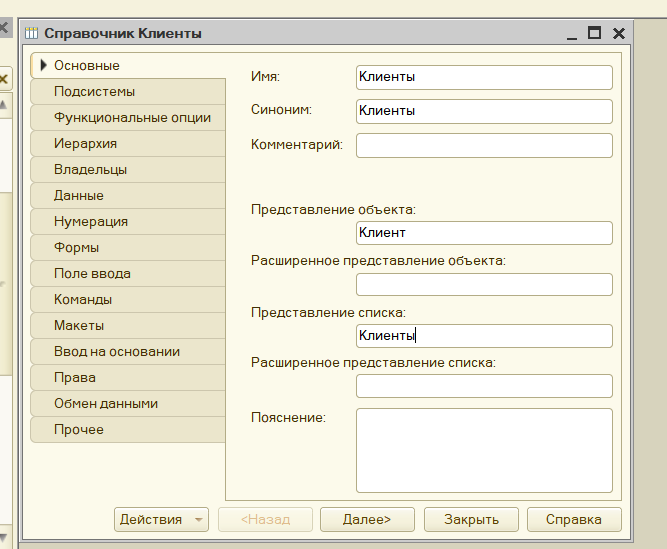 Справочник Клиенты
Основные
Подсистемы
Функциональные опции
Иерархия
Владельцы
Данные
Нумерация
Формы
Поле ввода
Команды
Макеты
Ввод на основании
Права
Обмен данными
Прочее
Имя: Клиенты
Синоним: Клиенты
Комментарий:
Представление объекта:
Клиент
Расширенное представление объекта:
Представление списка:
Клиенты
Расширенное представление списка:
Пояснение:
Действия <Назад Далее> Закрыть Справка